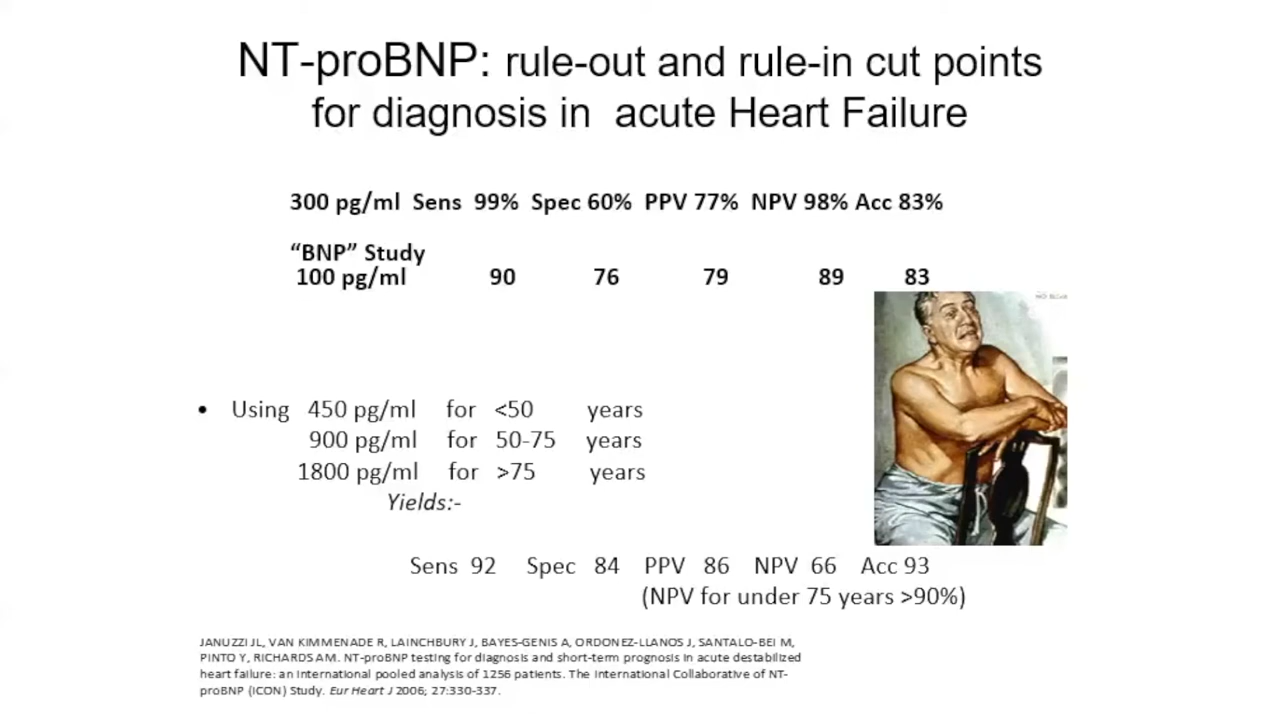 NT-proBNP: rule-out and rule-in cut points
for diagnosis in acute Heart Failure
300 pg/ml Sens 99% Spec 60% PPV 77% NPV 98% Acc 83%
“BNP” Study
100 pg/ml 90 76 79 89 83
• Using 450 pg/ml for <50 years
900 pg/ml for 50-75 years
1800 pg/ml for >75 years
Yields:-
Sens 92 Spec 84 PPV 86 NPV 66 Acc 93
(NPV for under 75 years >90%)
JANUZZI JL, VAN KIMMENADE R, LAINCHBURY J, BAYES-GENIS A, ORDONEZ-LLANOS J, SANTALO-BEI M,
PINTO Y, RICHARDS AM. NT-proBNP testing for diagnosis and short-term prognosis in acute destabilized
heart failure: an international pooled analysis of 1256 patients. The International Collaborative of NT-
proBNP (ICON) Study. Eur Heart J 2006; 27:330-337.